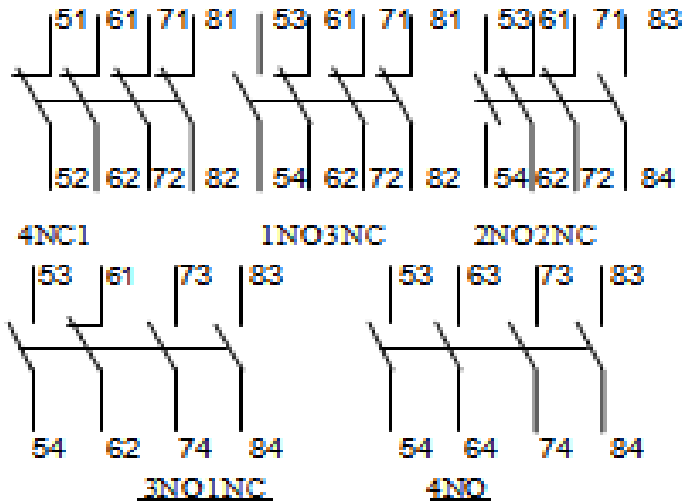 51 61 71 81 53 61 71 81 53 61 71 83
52 62 72 82 54 62 72 82 54 62 72 84
4NC1 1NO3NC 2NO2NC
53 61 73 83 53 63 73 83
54 62 74 84 54 64 74 84
3NO1NC 4NO